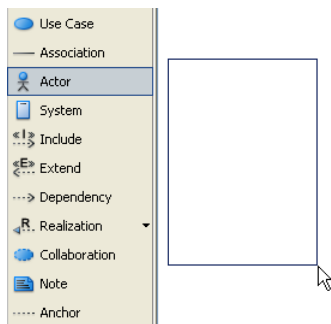 Use Case
Association
Actor
System
Include
Extend
Dependency
Realization
Collaboration
Note
Anchor